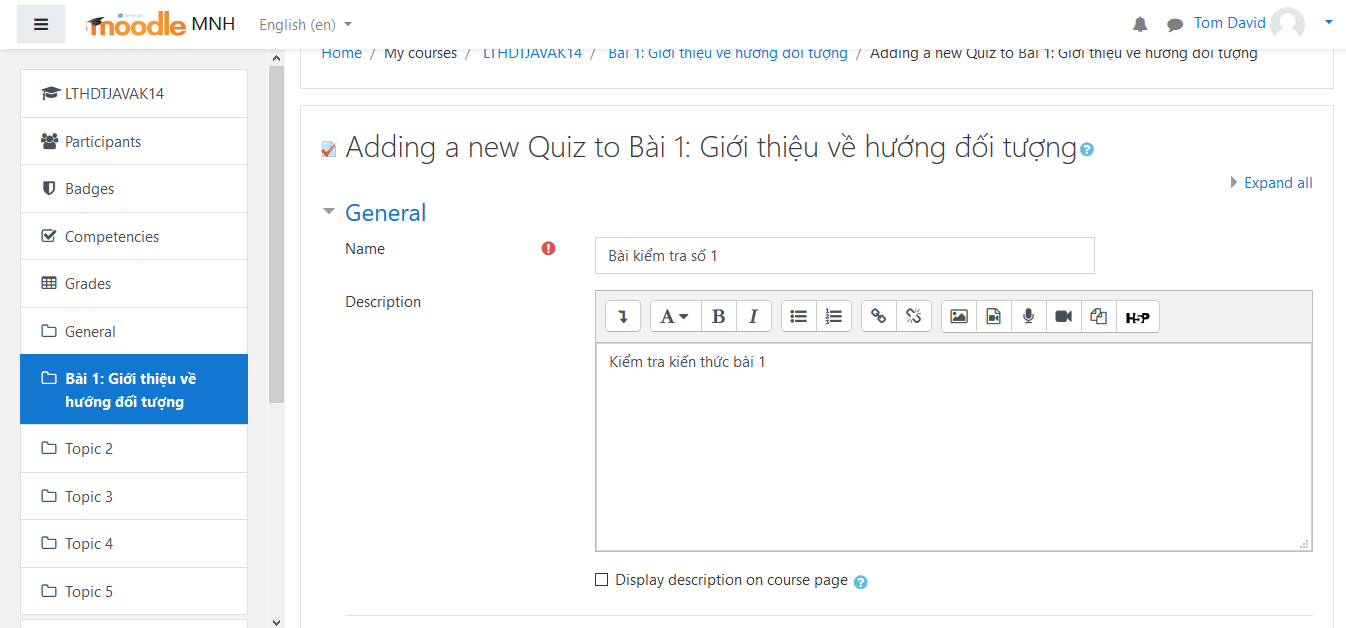 moodle MNH English (en) Tom David
Home / My courses / LTHDTJAVAK14 / Bài 1: Giới thiệu về hướng đối tượng / Adding a new Quiz to Bài 1: Giới thiệu về hướng đối tượng
LTHDTJAVAK14
Participants
Badges
Competencies
Grades
General
Bài 1: Giới thiệu về
hướng đối tượng
Topic 2
Topic 3
Topic 4
Topic 5
Adding a new Quiz to Bài 1: Giới thiệu về hướng đối tượng
Expand all
General
Name
Bài kiểm tra số 1
Description
A B I H5P
Kiểm tra kiến thức bài 1
Display description on course page